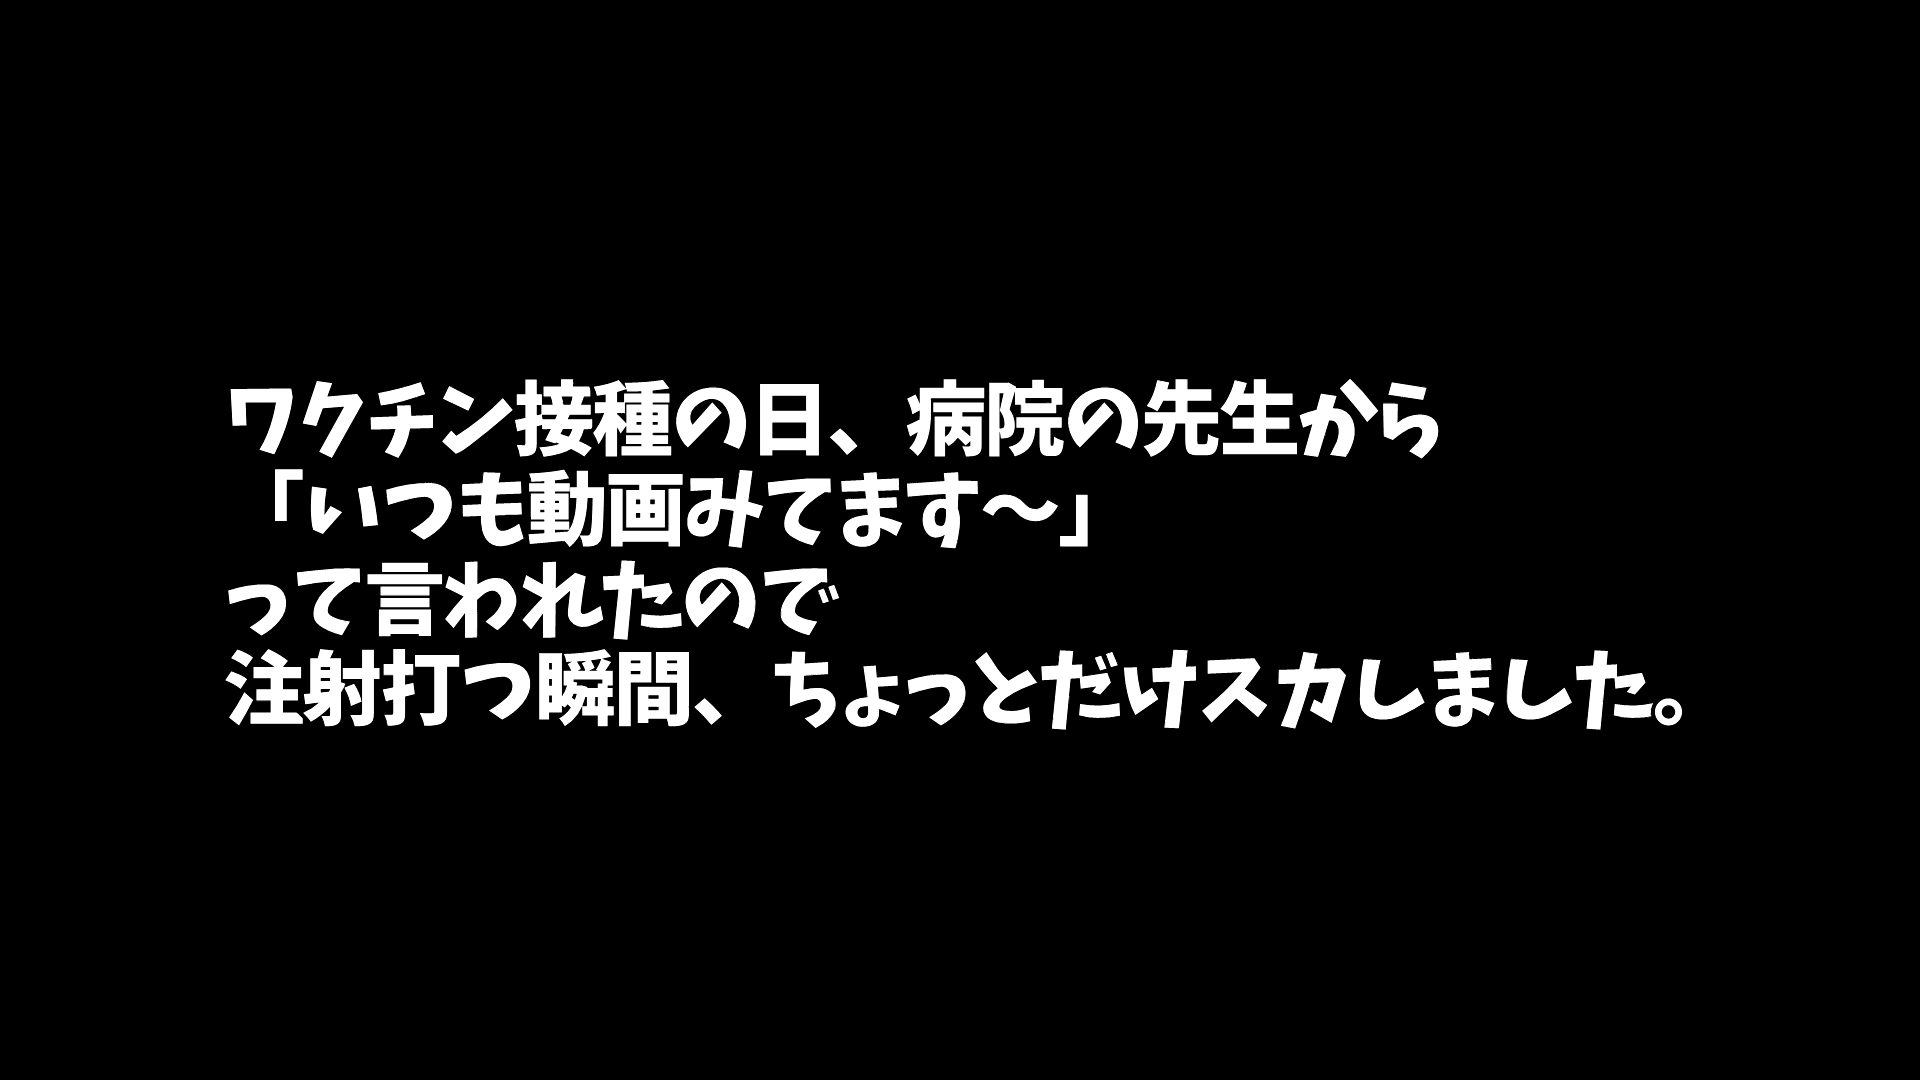 ワクチン接種の日、病院の先生から
「いつも動画みてます〜」
って言われたので
注射打つ瞬間、ちょっとだけスカしました。